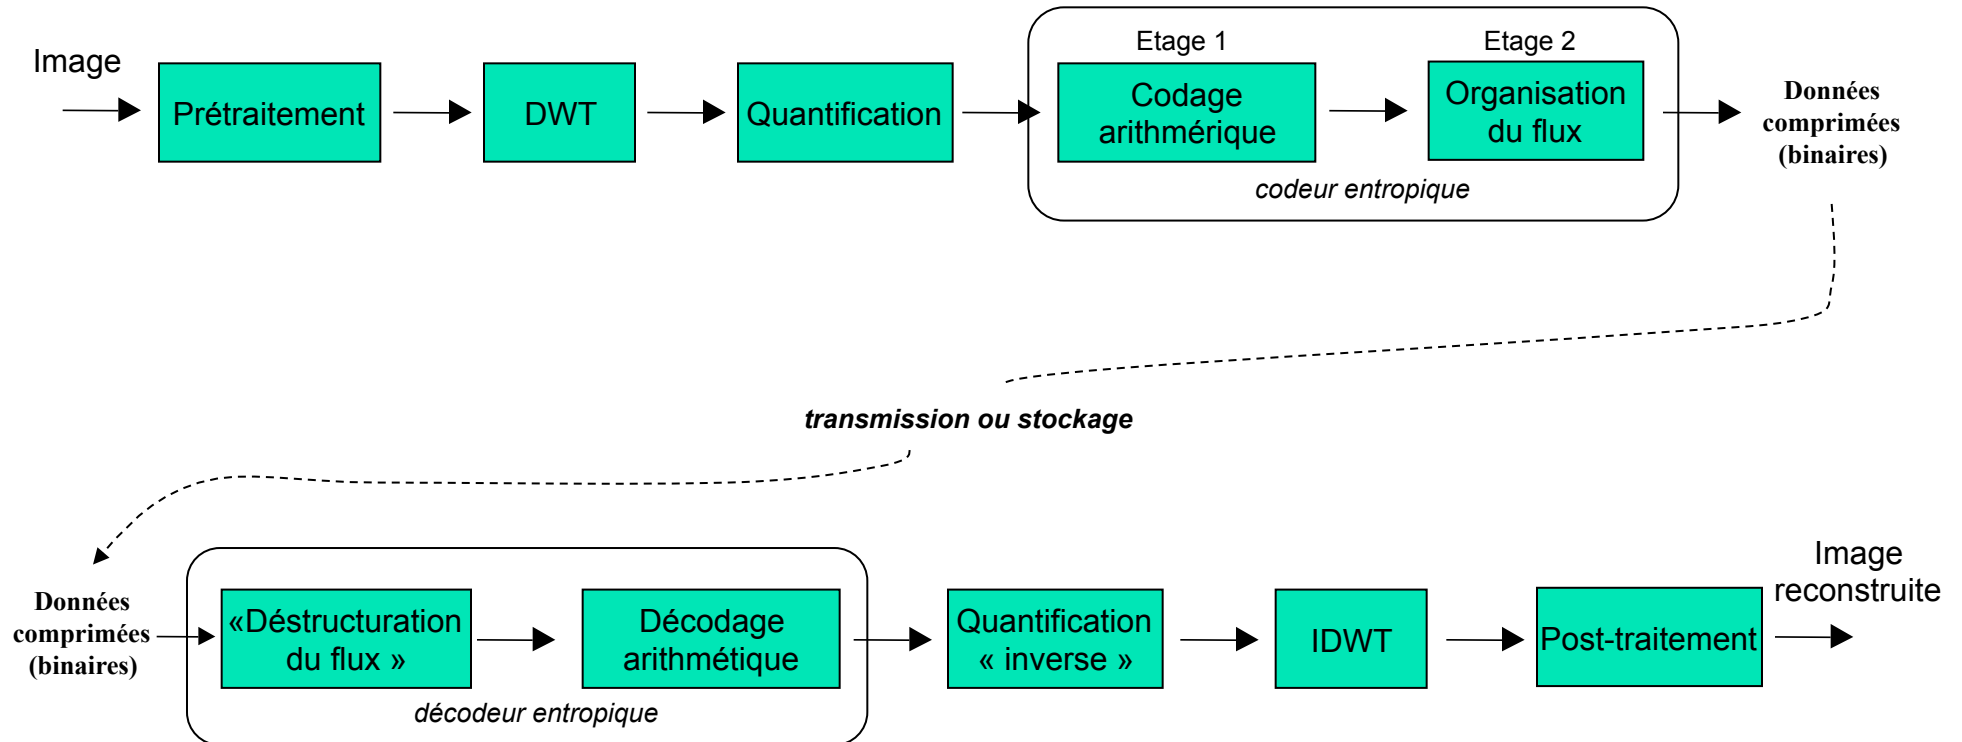 Image
Prétraitement
DWT
Quantification
Etage 1
Codage
arithmérique
Etage 2
Organisation
du flux
codeur entropique
Données
comprimées
(binaires)
transmission ou stockage
Données
comprimées
(binaires)
«Déstructuration
du flux »
Décodage
arithmétique
décodeur entropique
Quantification
« inverse »
IDWT
Post-traitement
Image
reconstruite